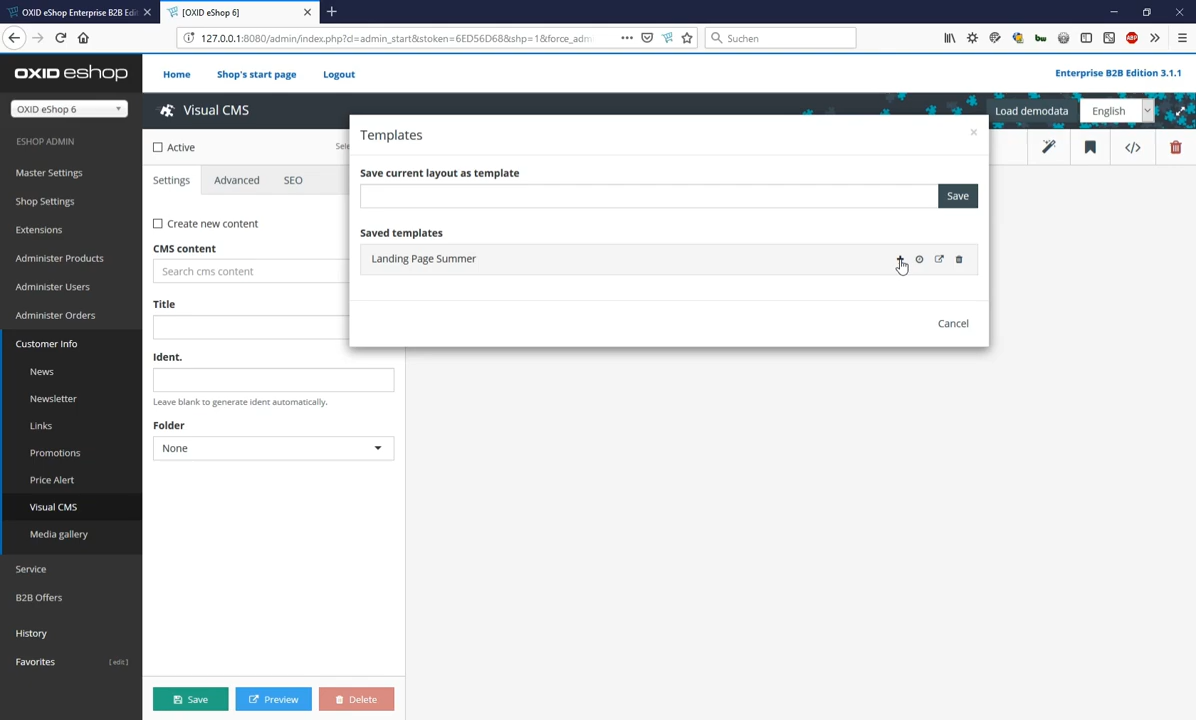 OXID eShop Enterprise B2B Edi
[OXID eShop 6]
127.0.0.1:8080/admin/index.php?cl=admin_start&stoken=6ED56D68&shp=1&force_adm
Suchen
OXID eshop
Home
Shop's start page
Logout
Enterprise B2B Edition 3.1.1
OXID eShop 6
Visual CMS
Load demodata
English
ESHOP ADMIN
Master Settings
Shop Settings
Extensions
Administer Products
Administer Users
Administer Orders
Customer Info
News
Newsletter
Links
Promotions
Price Alert
Visual CMS
Media gallery
Service
B2B Offers
History
Favorites
[ edit ]
Active
Sele
Settings
Advanced
SEO
Create new content
CMS content
Search cms content
Title
Ident.
Leave blank to generate ident automatically.
Folder
None
Save
Preview
Delete
Templates
×
Save current layout as template
Save
Saved templates
Landing Page Summer
Cancel
bw
ABP